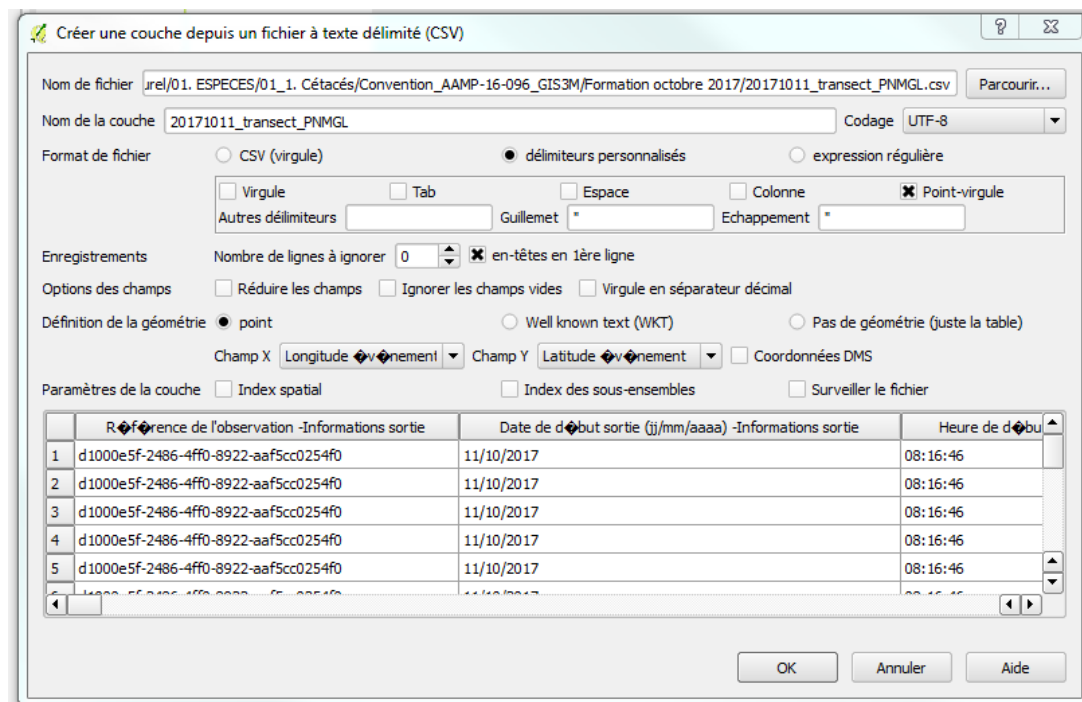 Créer une couche depuis un fichier à texte délimité (CSV)
Nom de fichier urel/01. ESPECES/01_1. Cétacés/Convention_AAMP-16-096_GIS3M/Formation octobre 2017/20171011_transect_PNMGL.csv Parcourir...
Nom de la couche 20171011_transect_PNMGL Codage UTF-8
Format de fichier CSV (virgule) délimiteurs personnalisés expression régulière
Virgule Tab Espace Colonne Point-virgule
Autres délimiteurs Guillemet " Echappement "
Enregistrements Nombre de lignes à ignorer 0 en-têtes en 1ère ligne
Options des champs Réduire les champs Ignorer les champs vides Virgule en séparateur décimal
Définition de la géométrie point Well known text (WKT) Pas de géométrie (juste la table)
Champ X Longitude �v�nement Champ Y Latitude �v�nement Coordonnées DMS
Paramètres de la couche Index spatial Index des sous-ensembles Surveiller le fichier
R�f�rence de l'observation -Informations sortie Date de d�but sortie (jj/mm/aaaa) -Informations sortie Heure de d�bu
1 d1000e5f-2486-4ff0-8922-aaf5cc0254f0 11/10/2017 08:16:46
2 d1000e5f-2486-4ff0-8922-aaf5cc0254f0 11/10/2017 08:16:46
3 d1000e5f-2486-4ff0-8922-aaf5cc0254f0 11/10/2017 08:16:46
4 d1000e5f-2486-4ff0-8922-aaf5cc0254f0 11/10/2017 08:16:46
5 d1000e5f-2486-4ff0-8922-aaf5cc0254f0 11/10/2017 08:16:46
OK Annuler Aide